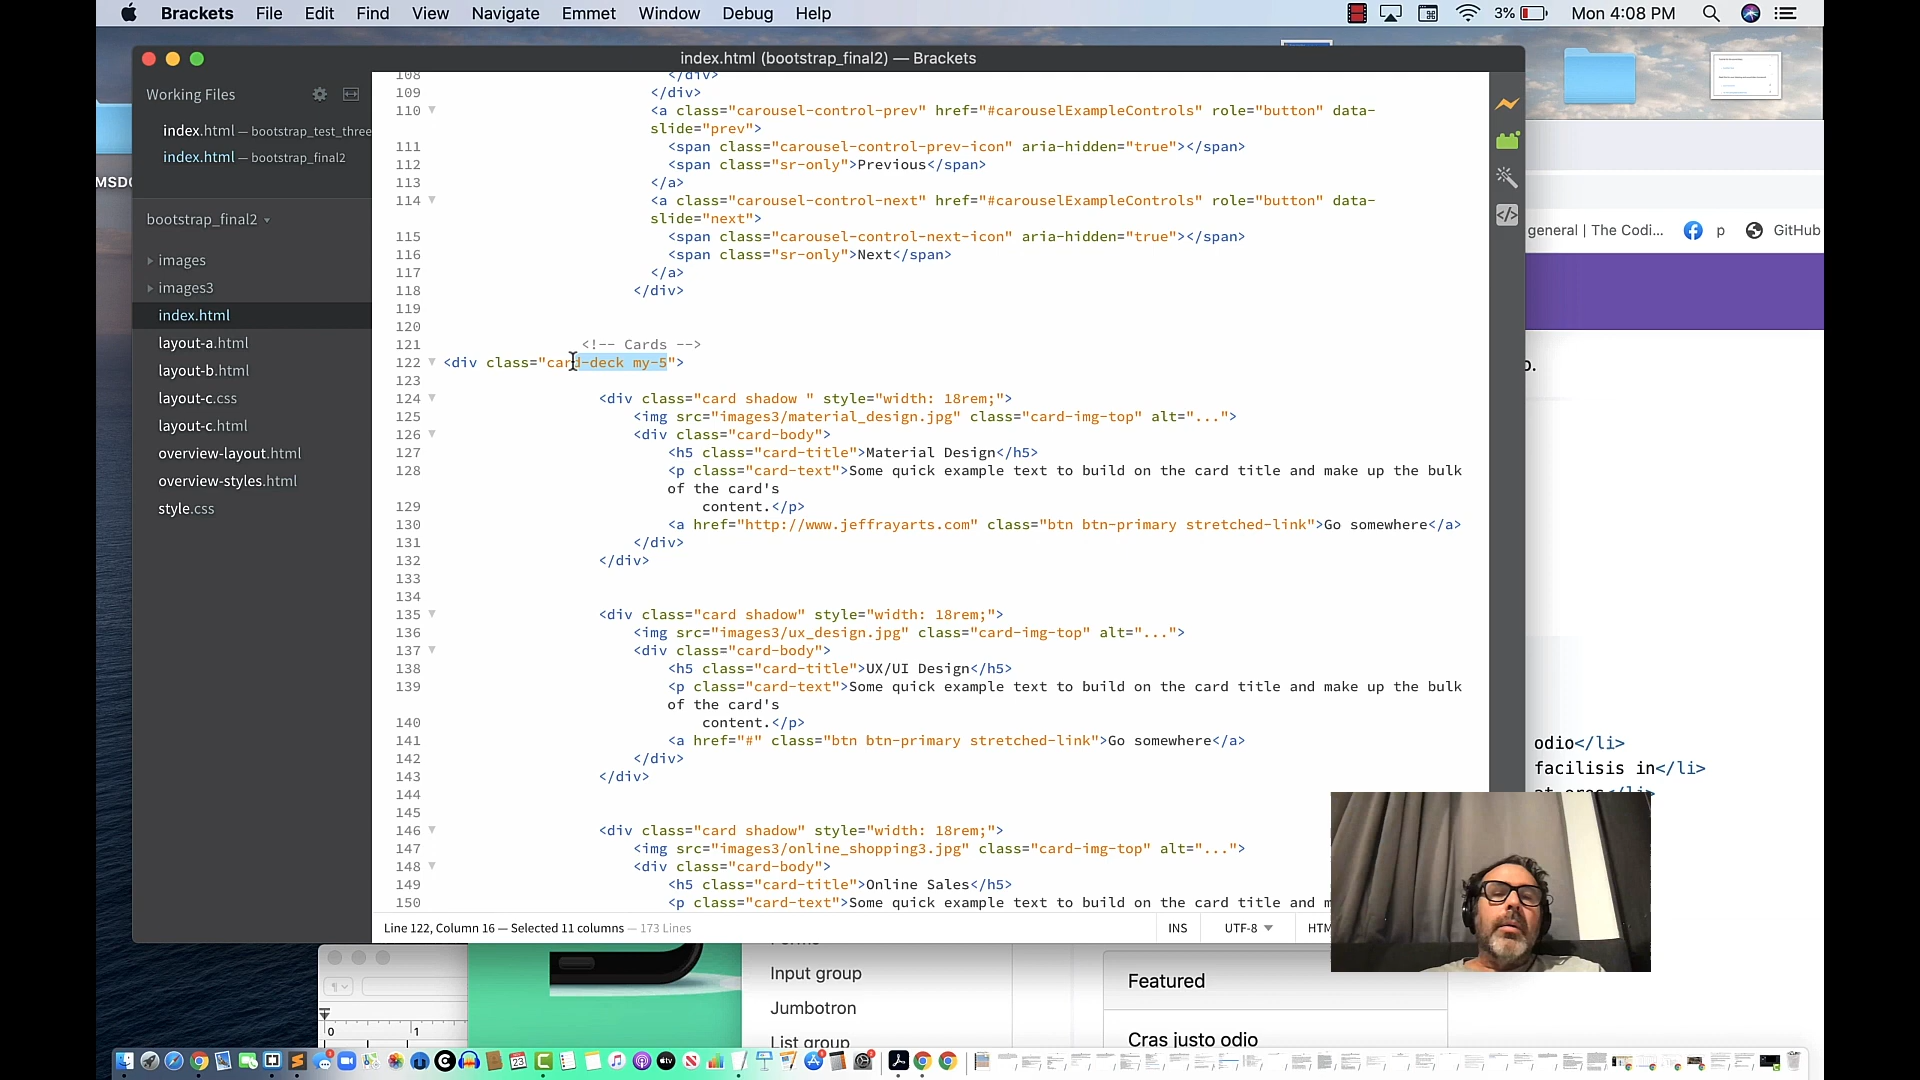 Brackets File Edit Find View Navigate Emmet Window Debug Help 3% Mon 4:08 PM
index.html (bootstrap_final2) — Brackets
Working Files
index.html — bootstrap_test_three
index.html — bootstrap_final2
MSD
bootstrap_final2
images
images3
index.html
layout-a.html
layout-b.html
layout-c.css
layout-c.html
overview-layout.html
overview-styles.html
style.css
108 </div>
109 </div>
110 <a class="carousel-control-prev" href="#carouselExampleControls" role="button" data-
slide="prev">
111 <span class="carousel-control-prev-icon" aria-hidden="true"></span>
112 <span class="sr-only">Previous</span>
113 </a>
114 <a class="carousel-control-next" href="#carouselExampleControls" role="button" data-
slide="next">
115 <span class="carousel-control-next-icon" aria-hidden="true"></span>
116 <span class="sr-only">Next</span>
117 </a>
118 </div>
119
120
121 <!-- Cards -->
122 <div class="card-deck my-5">
123
124 <div class="card shadow " style="width: 18rem;">
125 <img src="images3/material_design.jpg" class="card-img-top" alt="...">
126 <div class="card-body">
127 <h5 class="card-title">Material Design</h5>
128 <p class="card-text">Some quick example text to build on the card title and make up the bulk
of the card's
129 content.</p>
130 <a href="http://www.jeffrayarts.com" class="btn btn-primary stretched-link">Go somewhere</a>
131 </div>
132 </div>
133
134
135 <div class="card shadow" style="width: 18rem;">
136 <img src="images3/ux_design.jpg" class="card-img-top" alt="...">
137 <div class="card-body">
138 <h5 class="card-title">UX/UI Design</h5>
139 <p class="card-text">Some quick example text to build on the card title and make up the bulk
of the card's
140 content.</p>
141 <a href="#" class="btn btn-primary stretched-link">Go somewhere</a>
142 </div>
143 </div>
144
145
146 <div class="card shadow" style="width: 18rem;">
147 <img src="images3/online_shopping3.jpg" class="card-img-top" alt="...">
148 <div class="card-body">
149 <h5 class="card-title">Online Sales</h5>
150 <p class="card-text">Some quick example text to build on the card title and m
Line 122, Column 16 — Selected 11 columns — 173 Lines
INS UTF-8 HTM
general | The Codi... p GitHub
odio</li>
facilisis in</li>
Input group
Jumbotron
List group
Featured
Cras justo odio
0 1